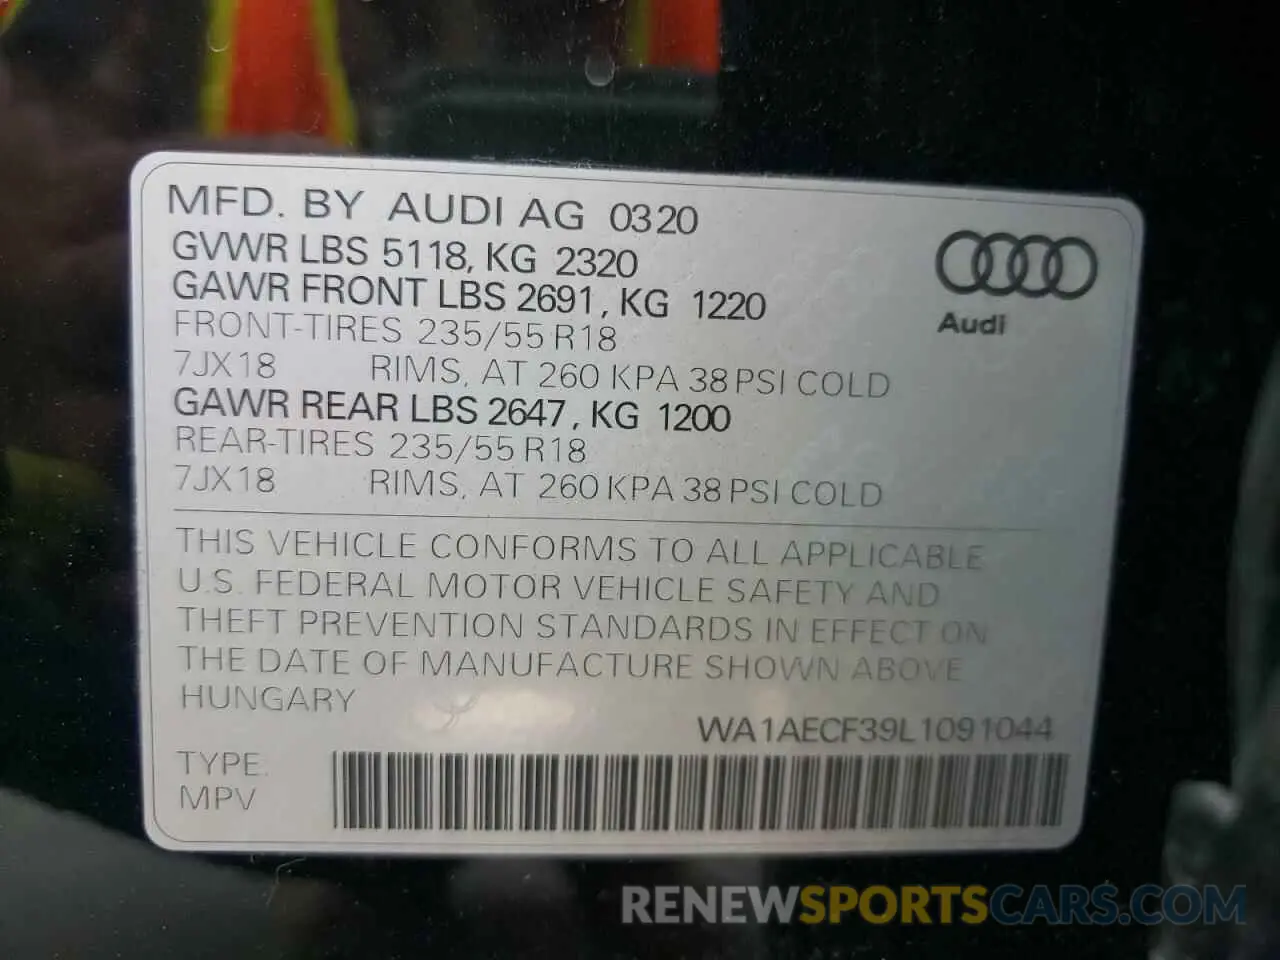 MFD. BY AUDI AG 0320
GVWR LBS 5118, KG 2320
GAWR FRONT LBS 2691, KG 1220
FRONT-TIRES 235/55 R18
7JX18 RIMS, AT 260 KPA 38 PSI COLD
GAWR REAR LBS 2647, KG 1200
REAR-TIRES 235/55 R18
7JX18 RIMS, AT 260 KPA 38 PSI COLD
Audi
THIS VEHICLE CONFORMS TO ALL APPLICABLE
U.S. FEDERAL MOTOR VEHICLE SAFETY AND
THEFT PREVENTION STANDARDS IN EFFECT ON
THE DATE OF MANUFACTURE SHOWN ABOVE
HUNGARY
WA1AECF39L1091044
TYPE:
MPV
RENEWSPORTSCARS.COM